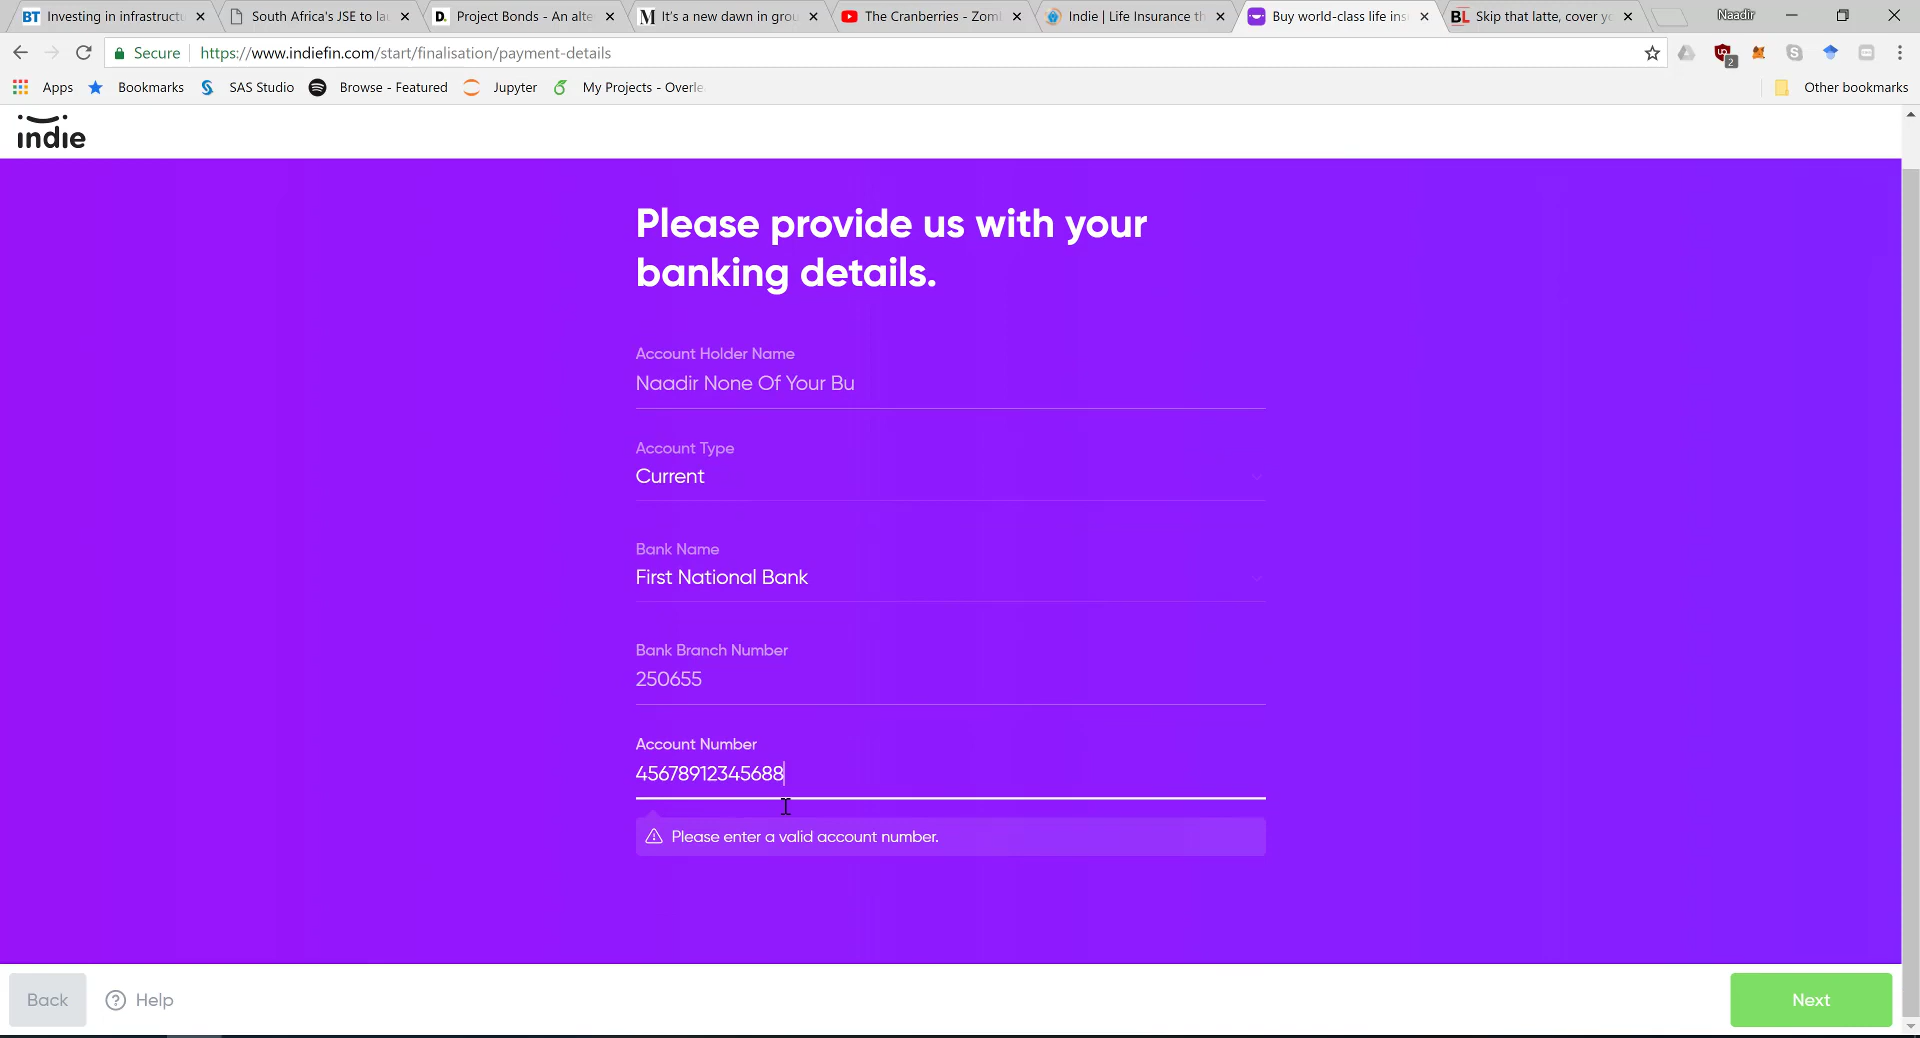 BT Investing in infrastructu
South Africa's JSE to la
D. Project Bonds - An alte
M It's a new dawn in grou
The Cranberries - Zom
Indie | Life Insurance th
Buy world-class life ins
BL Skip that latte, cover yo
Naadir
Secure https://www.indiefin.com/start/finalisation/payment-details
2
Apps Bookmarks SAS Studio Browse - Featured Jupyter My Projects - Overle Other bookmarks
indie
Please provide us with your
banking details.
Account Holder Name
Naadir None Of Your Bu
Account Type
Current
Bank Name
First National Bank
Bank Branch Number
250655
Account Number
45678912345688
Please enter a valid account number.
Back ? Help Next